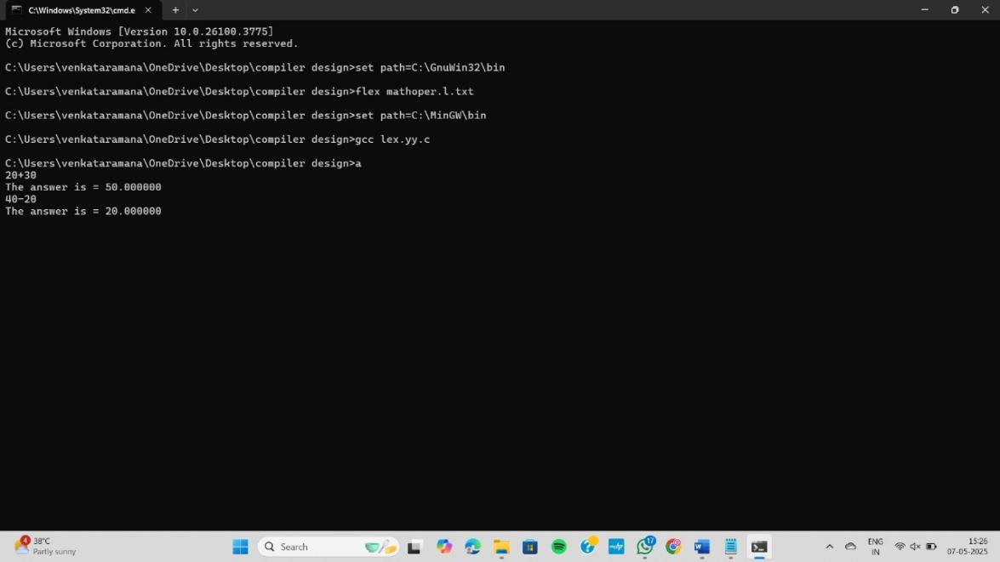 C:\Windows\System32\cmd.e
Microsoft Windows [Version 10.0.26100.3775]
(c) Microsoft Corporation. All rights reserved.
C:\Users\venkataramana\OneDrive\Desktop\compiler design>set path=C:\GnuWin32\bin
C:\Users\venkataramana\OneDrive\Desktop\compiler design>flex mathoper.l.txt
C:\Users\venkataramana\OneDrive\Desktop\compiler design>set path=C:\MinGW\bin
C:\Users\venkataramana\OneDrive\Desktop\compiler design>gcc lex.yy.c
C:\Users\venkataramana\OneDrive\Desktop\compiler design>a
20+30
The answer is = 50.000000
40-20
The answer is = 20.000000
4
38°C
Partly sunny
Search
17
ENG
IN
15:26
07-05-2025